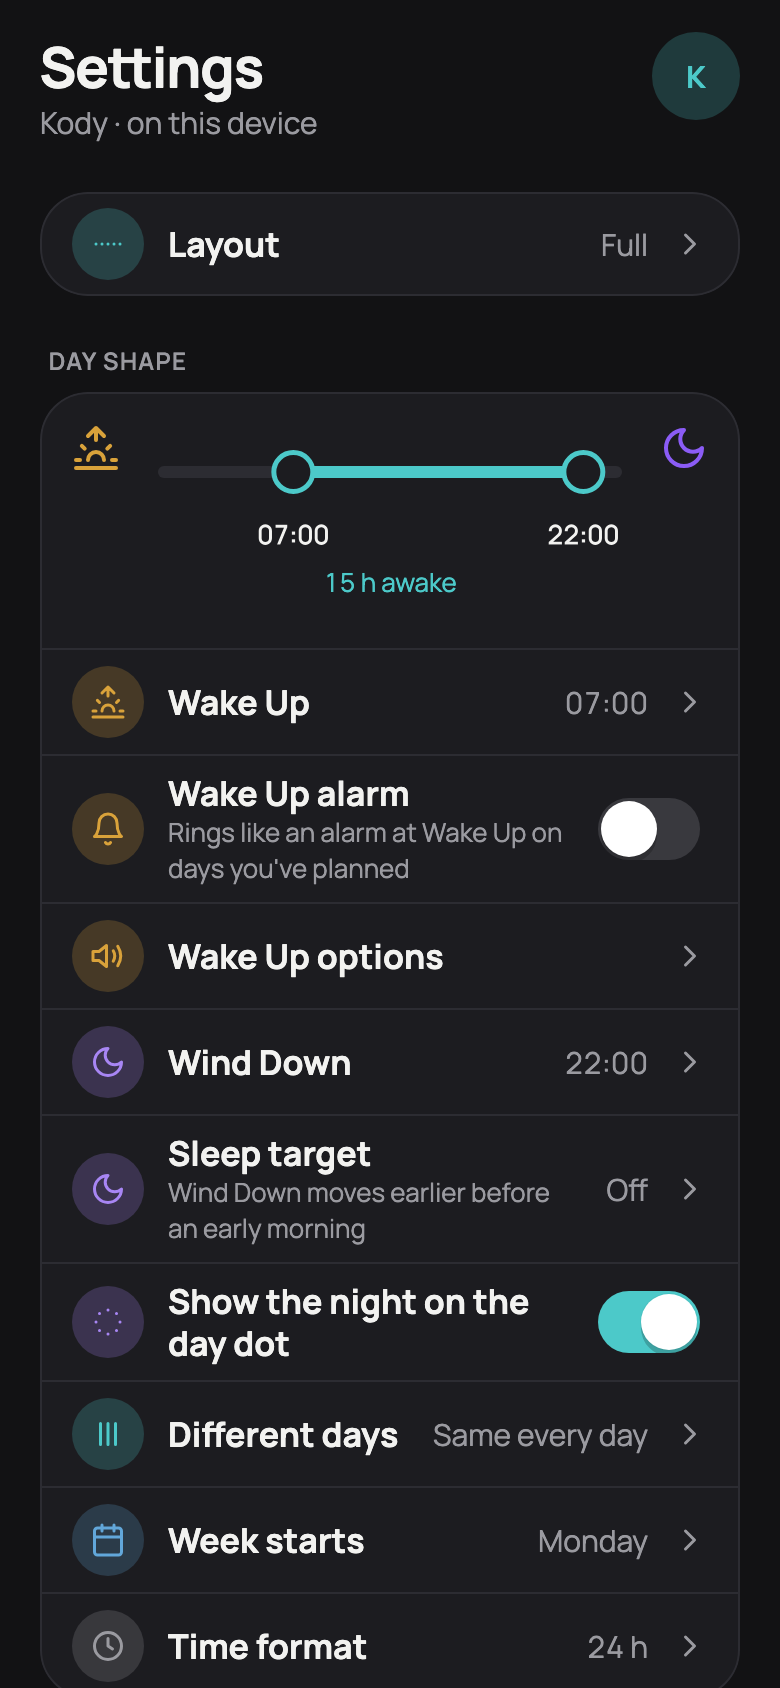 Settings
K
Kody · on this device
Layout
Full
DAY SHAPE
07:00
22:00
15 h awake
Wake Up
07:00
Wake Up alarm
Rings like an alarm at Wake Up on
days you've planned
Wake Up options
Wind Down
22:00
Sleep target
Wind Down moves earlier before
an early morning
Off
Show the night on the
day dot
Different days
Same every day
Week starts
Monday
Time format
24 h